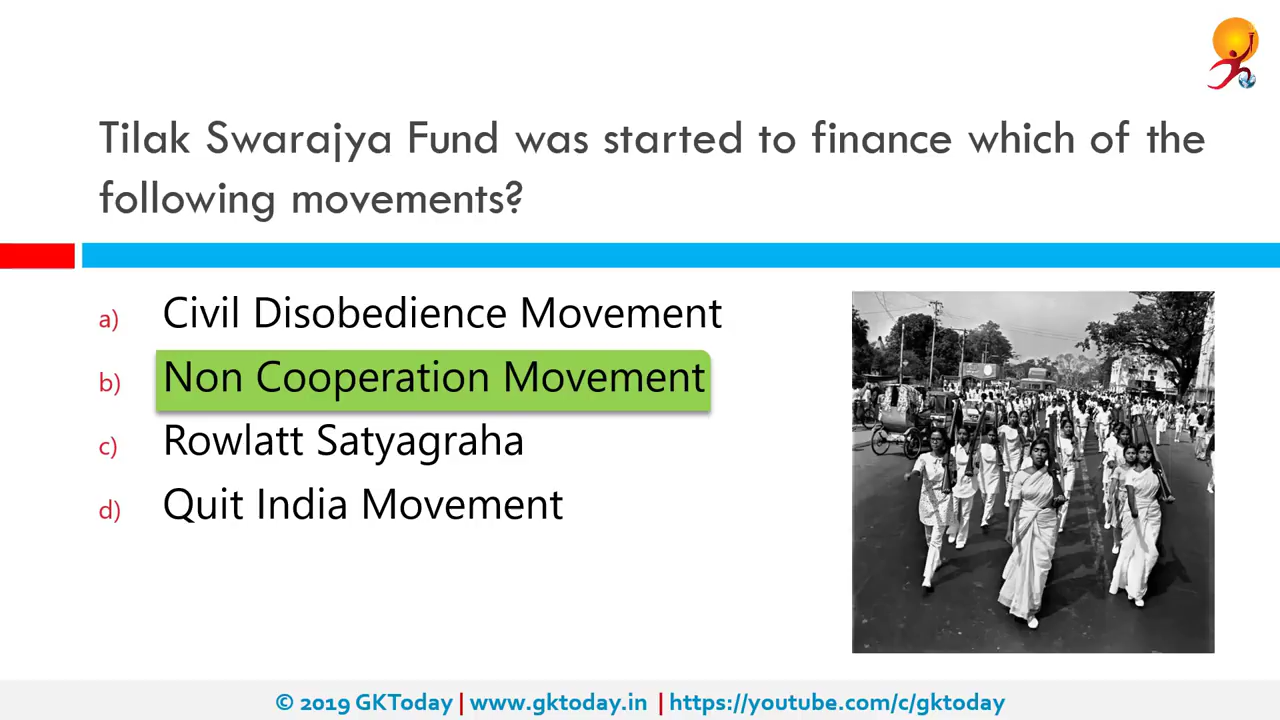 Tilak Swarajya Fund was started to finance which of the
following movements?
a) Civil Disobedience Movement
b) Non Cooperation Movement
c) Rowlatt Satyagraha
d) Quit India Movement
© 2019 GKToday | www.gktoday.in | https://youtube.com/c/gktoday